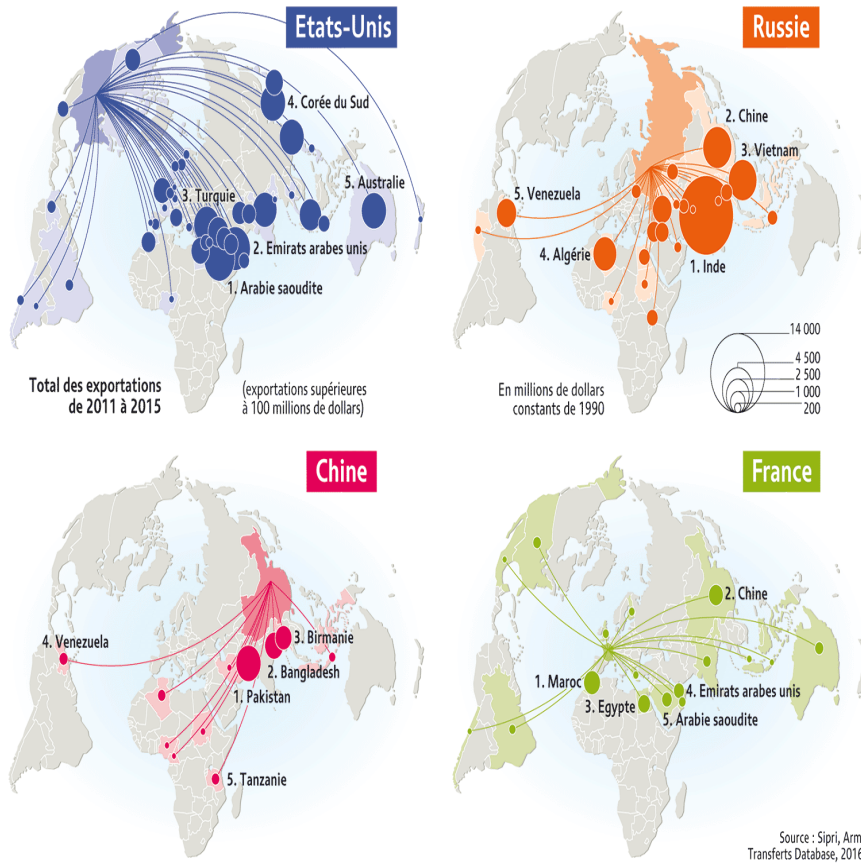 Etats-Unis
4. Corée du Sud
5. Australie
3. Turquie
2. Emirats arabes unis
1. Arabie saoudite
Total des exportations
de 2011 à 2015
(exportations supérieures
à 100 millions de dollars)
Russie
2. Chine
3. Vietnam
5. Venezuela
4. Algérie
1. Inde
En millions de dollars
constants de 1990
14 000
4 500
2 500
1 000
200
Chine
4. Venezuela
3. Birmanie
2. Bangladesh
1. Pakistan
5. Tanzanie
France
2. Chine
1. Maroc
4. Emirats arabes unis
3. Egypte
5. Arabie saoudite
Source : Sipri, Arm
Transferts Database, 2016